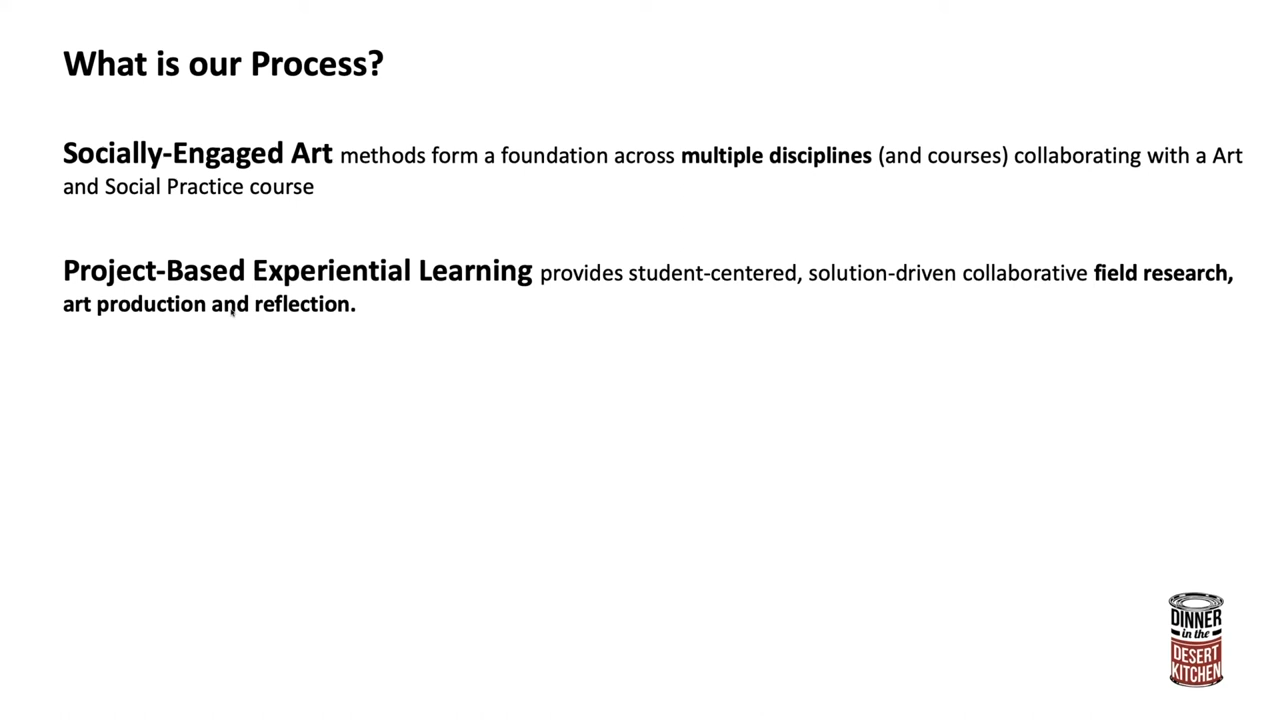 What is our Process?
Socially-Engaged Art methods form a foundation across multiple disciplines (and courses) collaborating with a Art
and Social Practice course
Project-Based Experiential Learning provides student-centered, solution-driven collaborative field research,
art production and reflection.
DINNER
in the
DESERT
KITCHEN